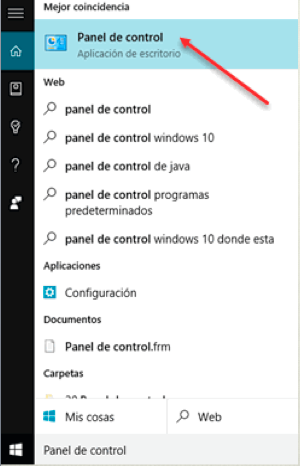 Mejor coincidencia
Panel de control
Aplicación de escritorio
Web
panel de control
panel de control windows 10
panel de control de java
panel de control programas
predeterminados
panel de control windows 10 donde esta
Aplicaciones
Configuración
Documentos
Panel de control.frm
Carpetas
Mis cosas
Web
Panel de control